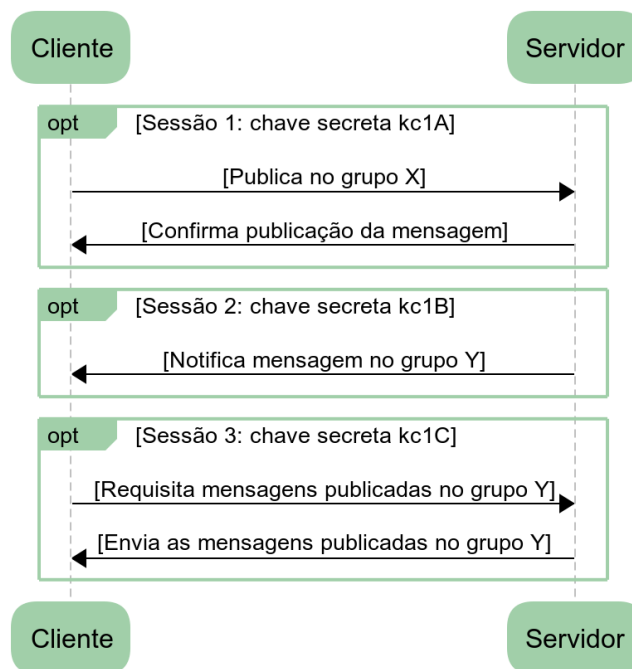 Cliente
Servidor
opt
[Sessão 1: chave secreta kc1A]
[Publica no grupo X]
[Confirma publicação da mensagem]
opt
[Sessão 2: chave secreta kc1B]
[Notifica mensagem no grupo Y]
opt
[Sessão 3: chave secreta kc1C]
[Requisita mensagens publicadas no grupo Y]
[Envia as mensagens publicadas no grupo Y]
Cliente
Servidor